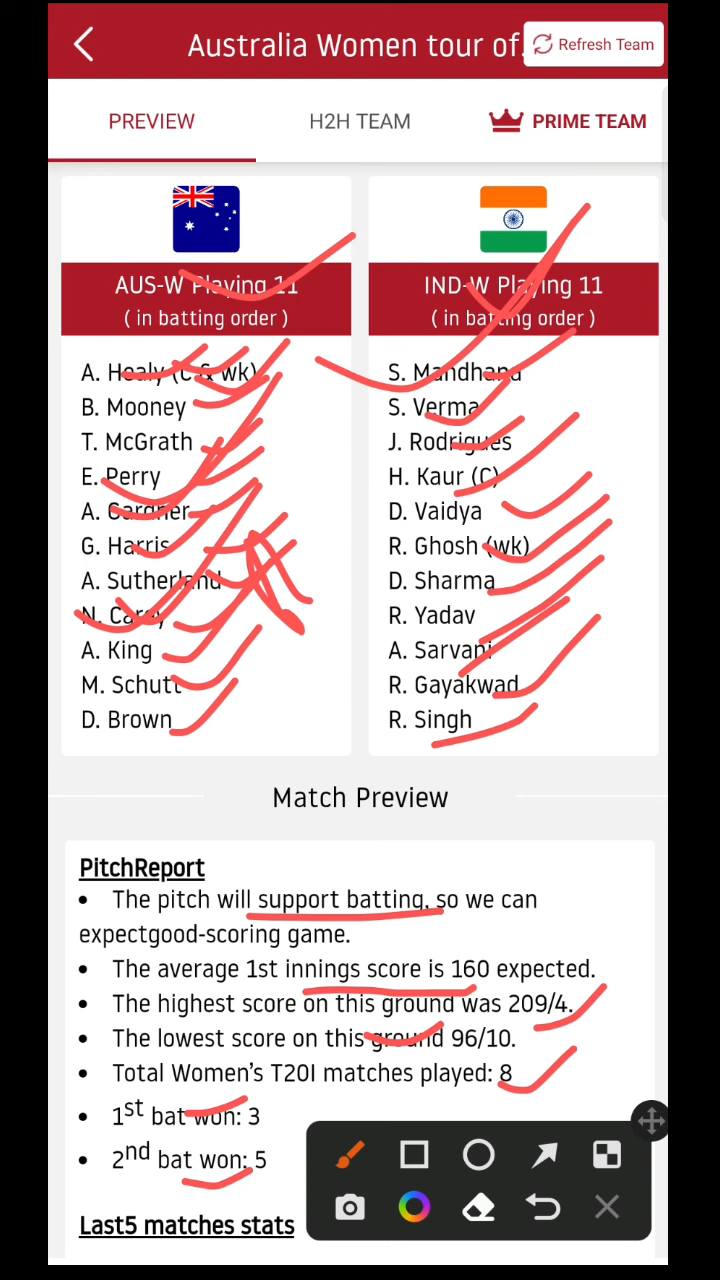 Australia Women tour of.
Refresh Team
PREVIEW
H2H TEAM
PRIME TEAM
AUS-W Playing 11
( in batting order )
A. Healy (C & wk)
B. Mooney
T. McGrath
E. Perry
A. Gardner
G. Harris
A. Sutherland
N. Carey
A. King
M. Schutt
D. Brown
IND-W Playing 11
( in batting order )
S. Mandhana
S. Verma
J. Rodrigues
H. Kaur (C)
D. Vaidya
R. Ghosh (wk)
D. Sharma
R. Yadav
A. Sarvani
R. Gayakwad
R. Singh
Match Preview
PitchReport
• The pitch will support batting, so we can
expectgood-scoring game.
• The average 1st innings score is 160 expected.
• The highest score on this ground was 209/4.
• The lowest score on this ground 96/10.
• Total Women's T20I matches played: 8
• 1st bat won: 3
• 2nd bat won: 5
Last5 matches stats